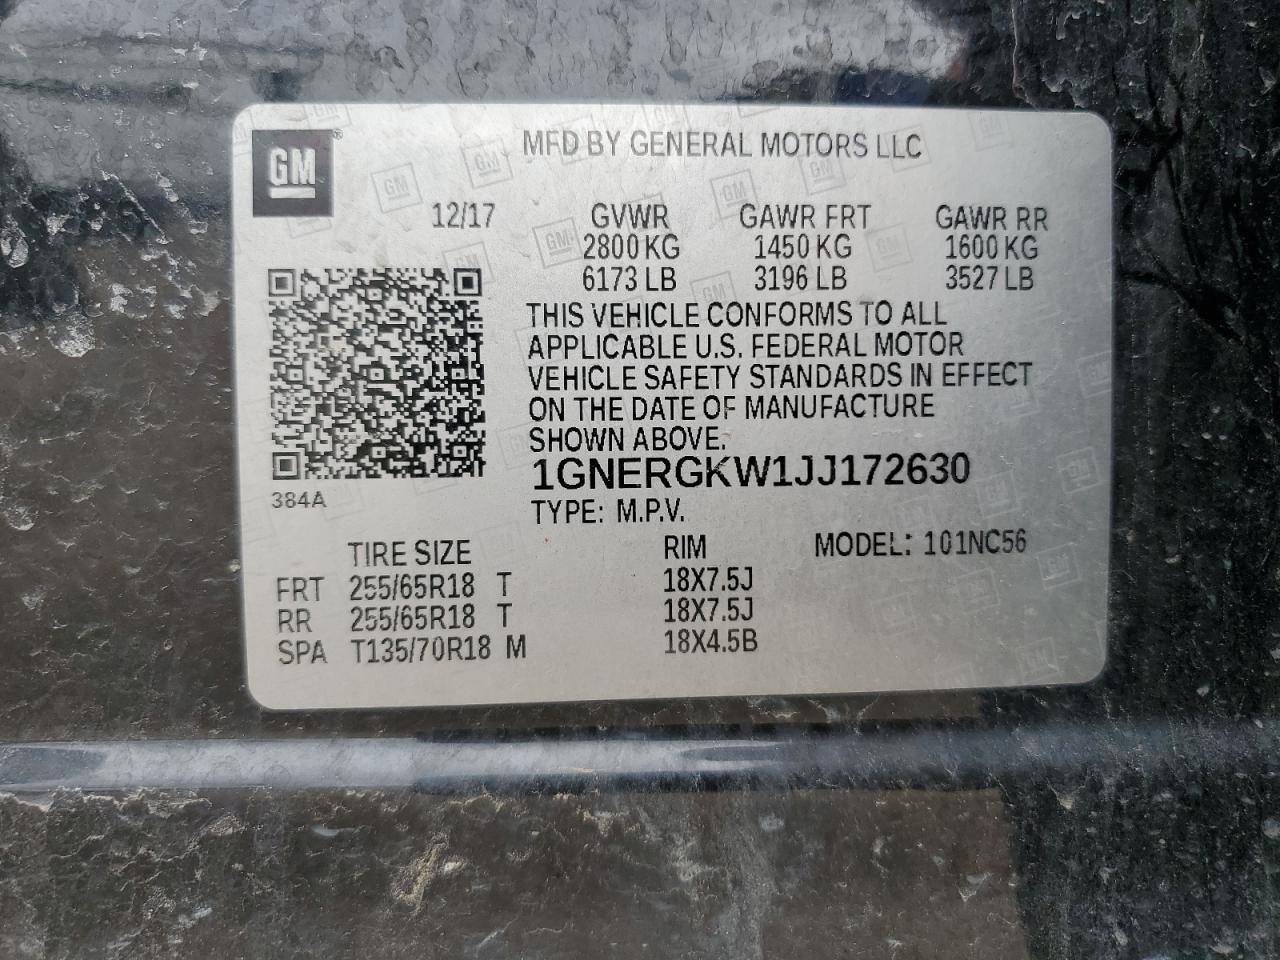 GM
MFD BY GENERAL MOTORS LLC
12/17 GVWR GAWR FRT GAWR RR
2800 KG 1450 KG 1600 KG
6173 LB 3196 LB 3527 LB
THIS VEHICLE CONFORMS TO ALL
APPLICABLE U.S. FEDERAL MOTOR
VEHICLE SAFETY STANDARDS IN EFFECT
ON THE DATE OF MANUFACTURE
SHOWN ABOVE.
1GNERGKW1JJ172630
384A
TYPE: M.P.V.
TIRE SIZE RIM MODEL: 101NC56
FRT 255/65R18 T 18X7.5J
RR 255/65R18 T 18X7.5J
SPA T135/70R18 M 18X4.5B